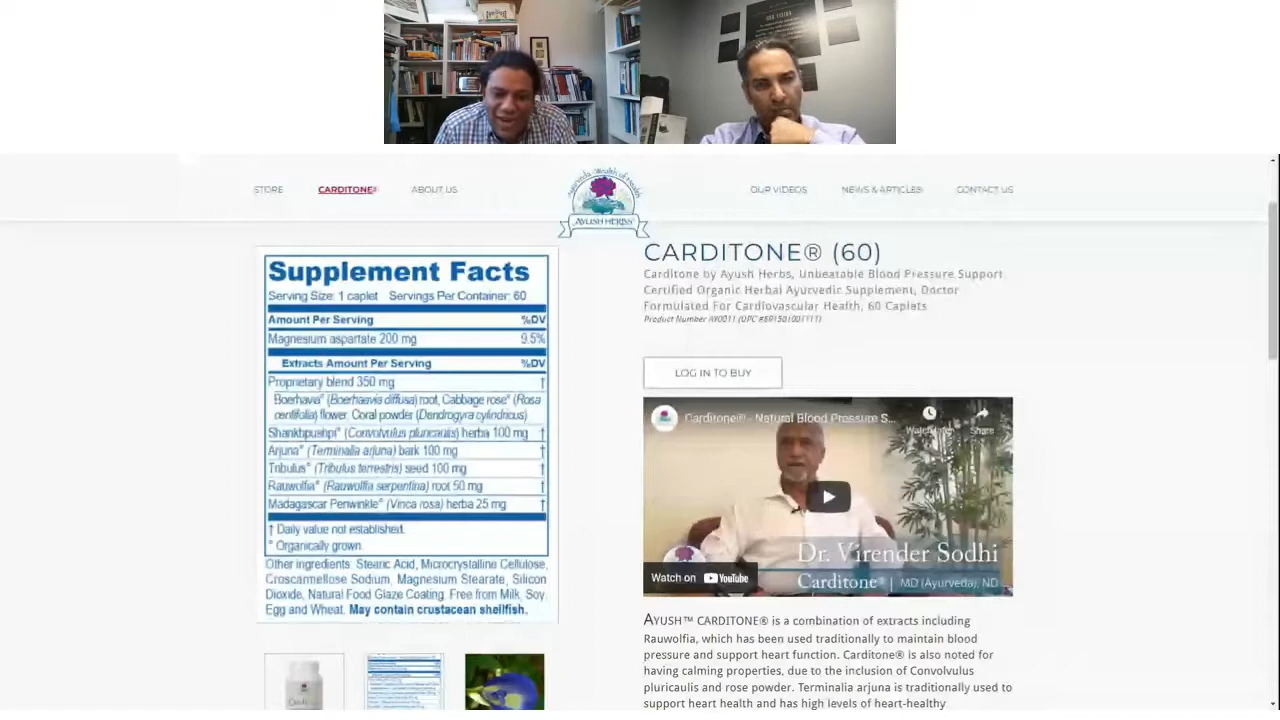 STORE
CARDITONE®
ABOUT US
AYUSH HERBS
OUR VIDEOS
NEWS & ARTICLES
CONTACT US
Supplement Facts
Serving Size: 1 caplet Servings Per Container: 60
Amount Per Serving %DV
Magnesium aspartate 200 mg 9.5%
Extracts Amount Per Serving %DV
Proprietary blend 350 mg †
Boerhava* (Boerhaavia diffusa) root, Cabbage rose* (Rosa
centifolia) flower, Coral powder (Dendrogyra cylindricus)
Shankhpushpi* (Convolvulus pluricaulis) herba 100 mg †
Arjuna* (Terminalia arjuna) bark 100 mg †
Tribulus* (Tribulus terrestris) seed 100 mg †
Rauwolfia* (Rauwolfia serpentina) root 50 mg †
Madagascar Periwinkle* (Vinca rosa) herba 25 mg †
† Daily value not established.
* Organically grown.
Other ingredients: Stearic Acid, Microcrystalline Cellulose,
Croscarmellose Sodium, Magnesium Stearate, Silicon
Dioxide, Natural Food Glaze Coating. Free from Milk, Soy,
Egg and Wheat. May contain crustacean shellfish.
CARDITONE® (60)
Carditone by Ayush Herbs, Unbeatable Blood Pressure Support
Certified Organic Herbal Ayurvedic Supplement, Doctor
Formulated For Cardiovascular Health, 60 Caplets
Product Number
LOG IN TO BUY
Carditone® - Natural Blood Pressure S...
Watch later Share
Dr. Virender Sodhi
Carditone® | MD (Ayurveda), ND
Watch on YouTube
AYUSH™ CARDITONE® is a combination of extracts including
Rauwolfia, which has been used traditionally to maintain blood
pressure and support heart function. Carditone® is also noted for
having calming properties, due to the inclusion of Convolvulus
pluricaulis and rose powder. Terminalia arjuna is traditionally used to
support heart health and has high levels of heart-healthy